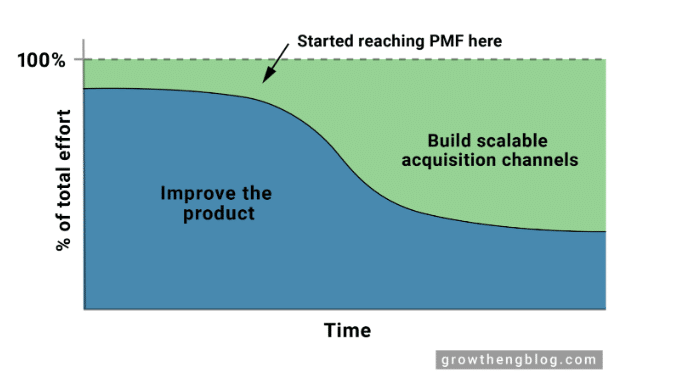 Started reaching PMF here
100%
Build scalable
acquisition channels
Improve the
product
% of total effort
Time
growthengblog.com